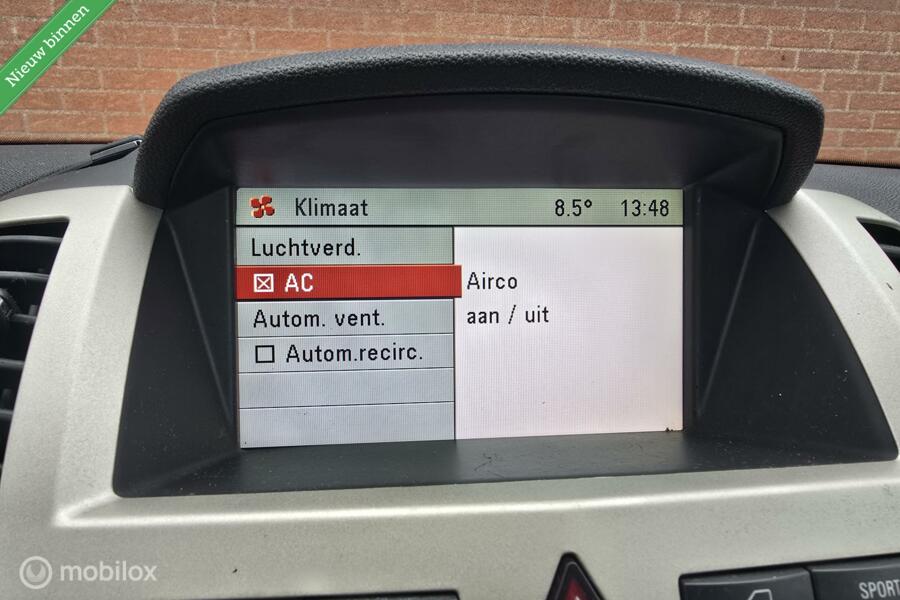 Nieuw binnen
Klimaat 8.5° 13:48
Luchtverd.
AC
Airco
Autom. vent.
aan / uit
Autom.recirc.
mobilox
SPORT